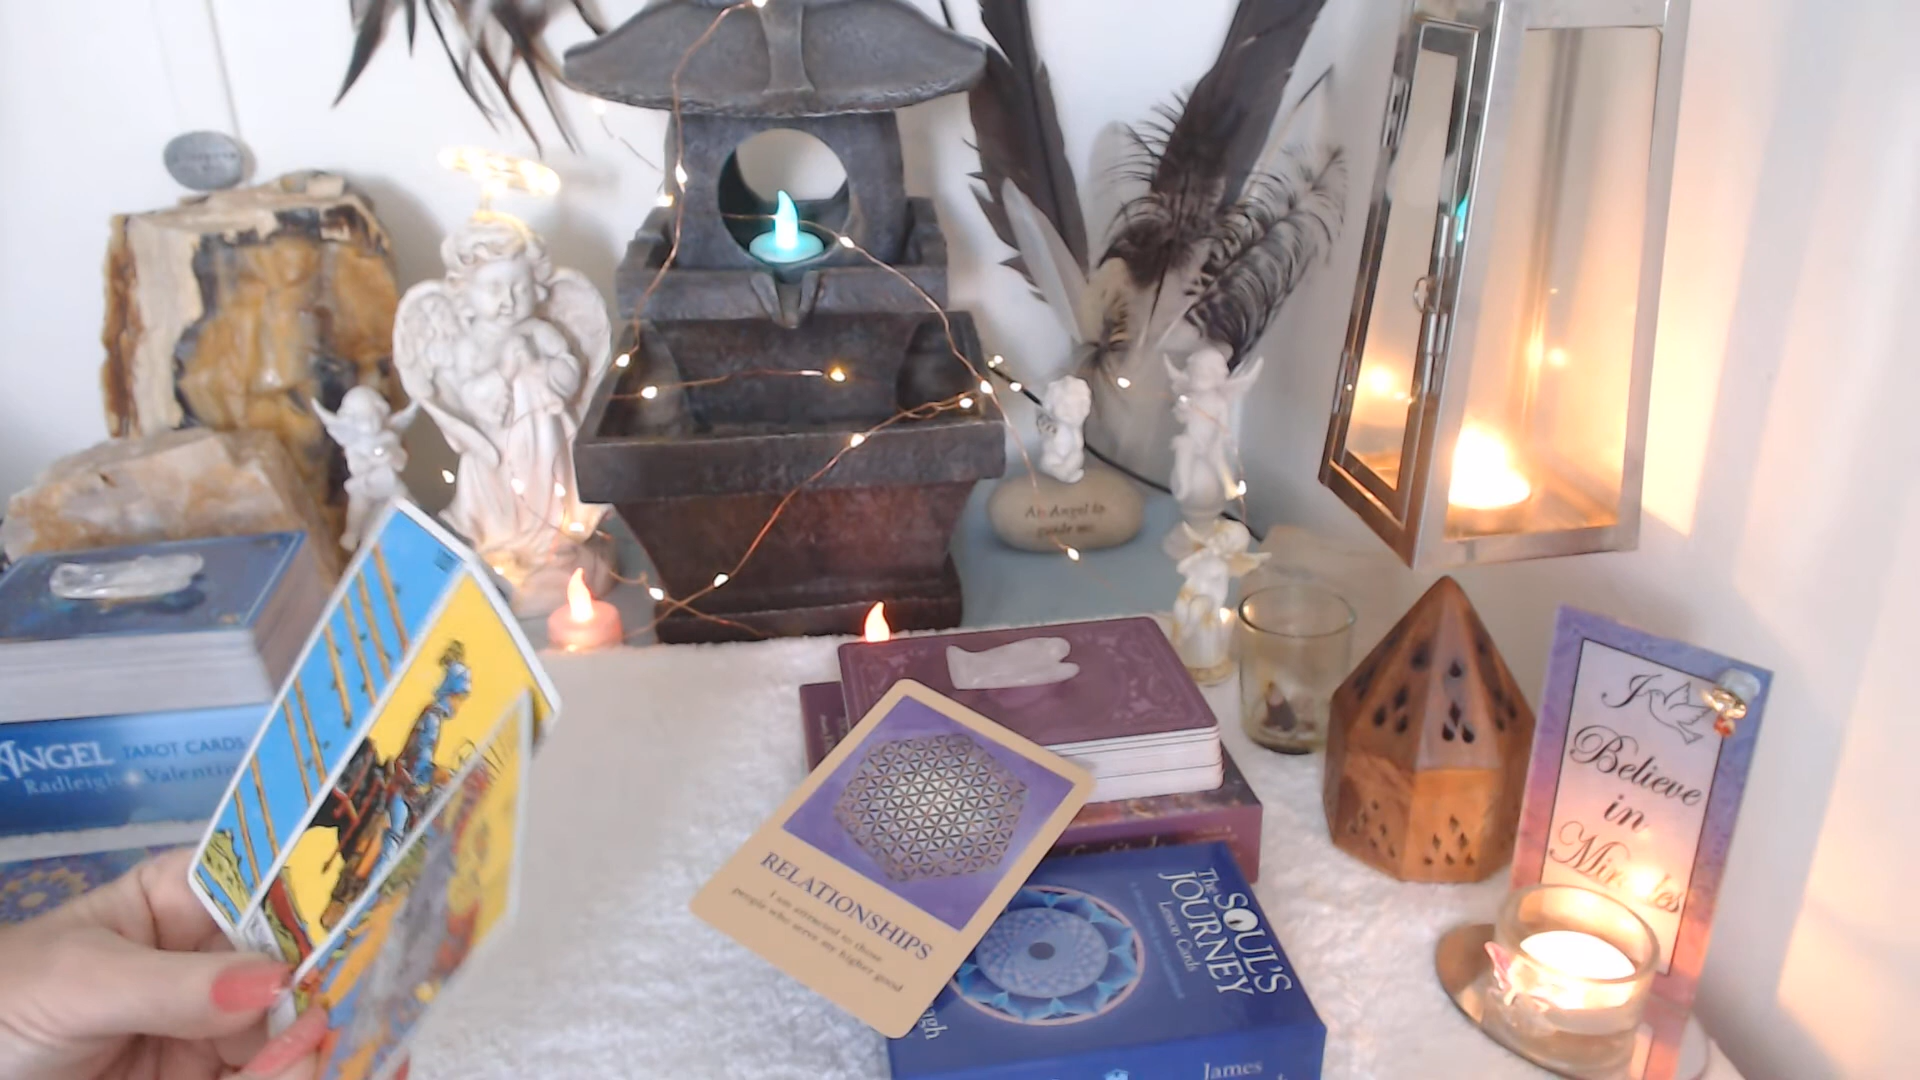 An Angel to
guide me
ANGEL TAROT CARDS
Radleigh Valentin
RELATIONSHIPS
I am attracted to those
people who serve my higher good
The SOUL'S
JOURNEY
Lesson Cards
James
I
Believe
in
Miracles